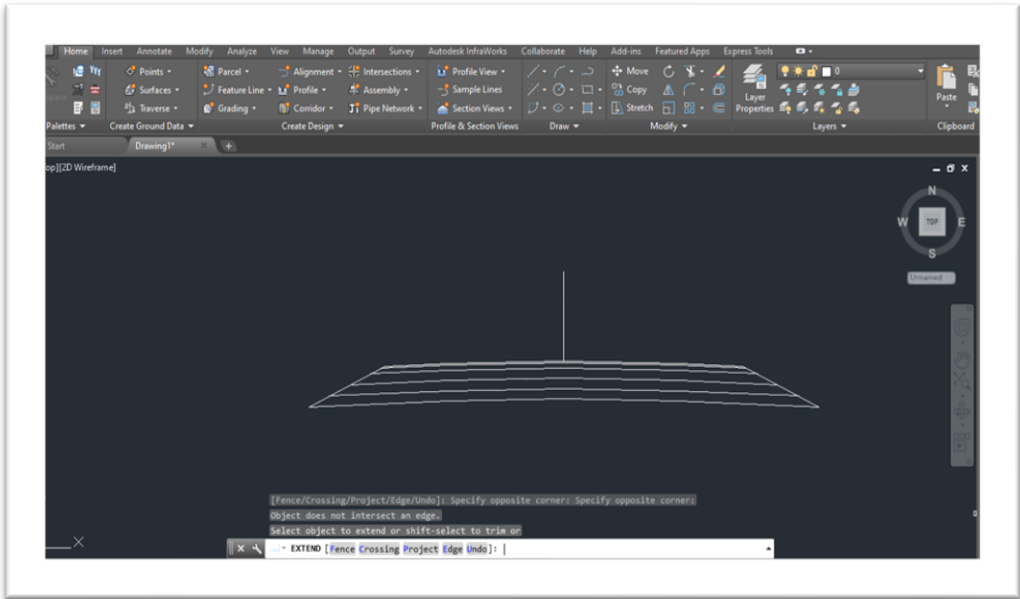 Home Insert Annotate Modify Analyze View Manage Output Survey Autodesk InfraWorks Collaborate Help Add-ins Featured Apps Express Tools
Points Parcel Alignment Intersections Profile View Move
Surfaces Feature Line Profile Assembly Sample Lines Copy
Traverse Grading Corridor Pipe Network Section Views Stretch
0
Layer
Properties
Paste
Palettes Create Ground Data Create Design Profile & Section Views Draw Modify Layers Clipboard
Start Drawing1*
op][2D Wireframe]
N
W TOP E
S
Unnamed
[Fence/Crossing/Project/Edge/Undo]: Specify opposite corner: Specify opposite corner:
Object does not intersect an edge.
Select object to extend or shift-select to trim or
EXTEND [Fence Crossing Project Edge Undo]:
X